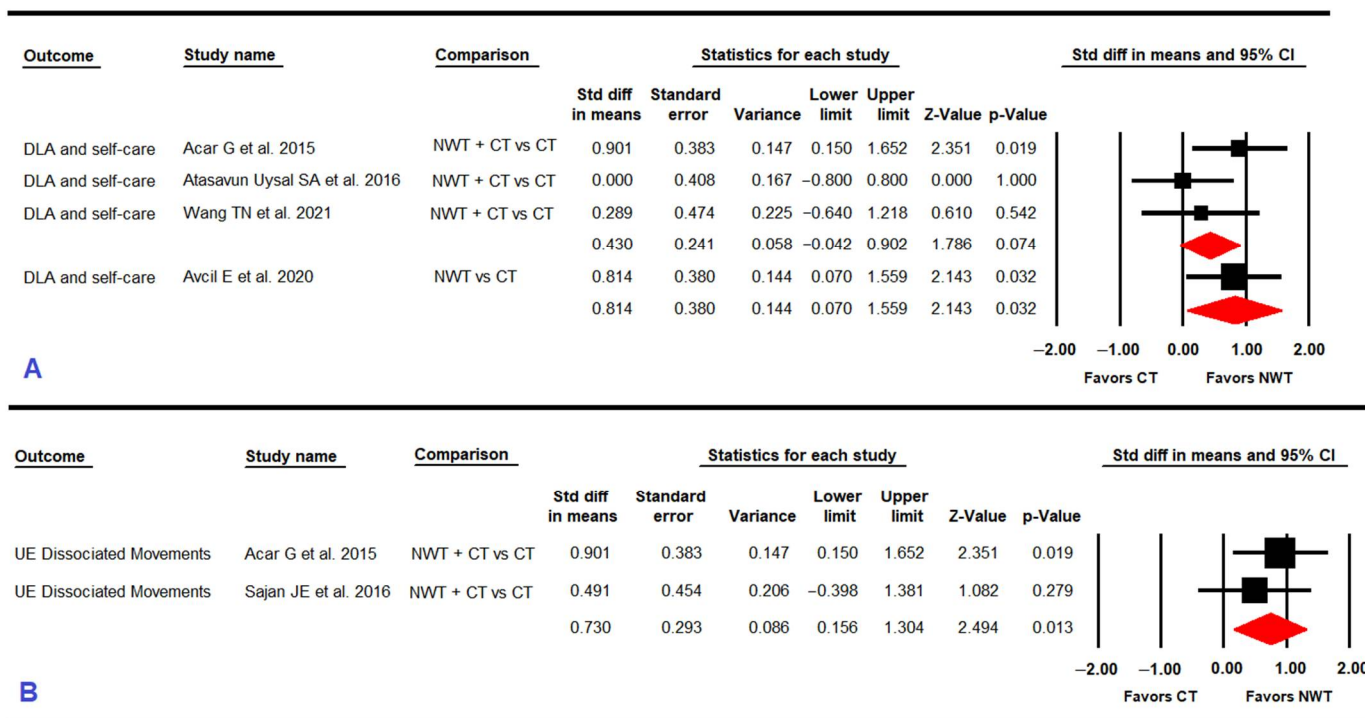 Outcome Study name Comparison Statistics for each study Std diff in means and 95% CI
Std diff in means Standard error Variance Lower limit Upper limit Z-Value p-Value
DLA and self-care Acar G et al. 2015 NWT + CT vs CT 0.901 0.383 0.147 0.150 1.652 2.351 0.019
DLA and self-care Atasavun Uysal SA et al. 2016 NWT + CT vs CT 0.000 0.408 0.167 −0.800 0.800 0.000 1.000
DLA and self-care Wang TN et al. 2021 NWT + CT vs CT 0.289 0.474 0.225 −0.640 1.218 0.610 0.542
0.430 0.241 0.058 −0.042 0.902 1.786 0.074
DLA and self-care Avcil E et al. 2020 NWT vs CT 0.814 0.380 0.144 0.070 1.559 2.143 0.032
0.814 0.380 0.144 0.070 1.559 2.143 0.032
−2.00 −1.00 0.00 1.00 2.00
Favors CT Favors NWT
A
Outcome Study name Comparison Statistics for each study Std diff in means and 95% CI
Std diff in means Standard error Variance Lower limit Upper limit Z-Value p-Value
UE Dissociated Movements Acar G et al. 2015 NWT + CT vs CT 0.901 0.383 0.147 0.150 1.652 2.351 0.019
UE Dissociated Movements Sajan JE et al. 2016 NWT + CT vs CT 0.491 0.454 0.206 −0.398 1.381 1.082 0.279
0.730 0.293 0.086 0.156 1.304 2.494 0.013
−2.00 −1.00 0.00 1.00 2.00
Favors CT Favors NWT
B